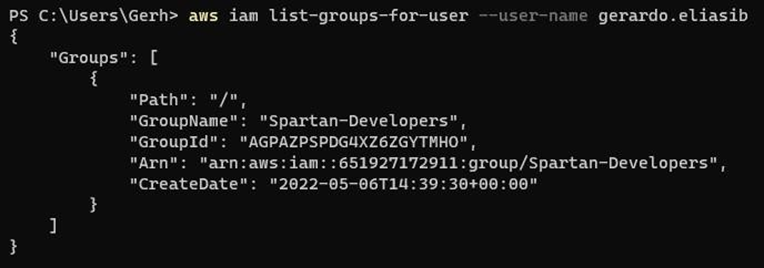 PS C:\Users\Gerh> aws iam list-groups-for-user --user-name gerardo.eliasib
{
    "Groups": [
        {
            "Path": "/",
            "GroupName": "Spartan-Developers",
            "GroupId": "AGPAZPSPDG4XZ6ZGYTMHO",
            "Arn": "arn:aws:iam::651927172911:group/Spartan-Developers",
            "CreateDate": "2022-05-06T14:39:30+00:00"
        }
    ]
}